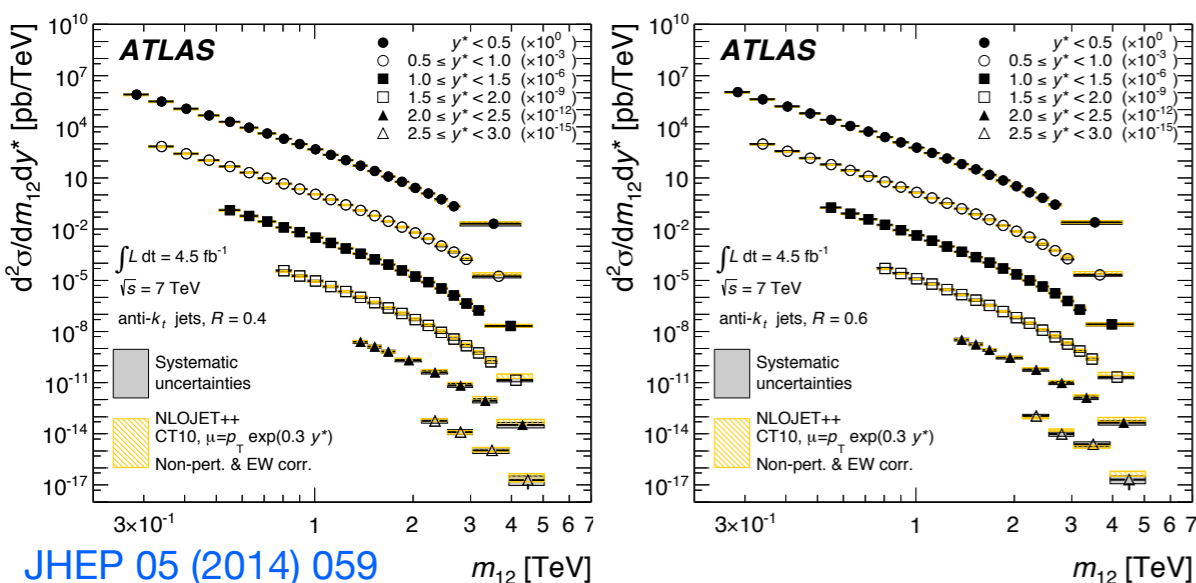 d²σ/dm₁₂dy* [pb/TeV]
10¹⁰
10⁷
10⁴
10
10⁻²
10⁻⁵
10⁻⁸
10⁻¹¹
10⁻¹⁴
10⁻¹⁷
ATLAS
y* < 0.5 (×10⁰)
0.5 ≤ y* < 1.0 (×10⁻³)
1.0 ≤ y* < 1.5 (×10⁻⁶)
1.5 ≤ y* < 2.0 (×10⁻⁹)
2.0 ≤ y* < 2.5 (×10⁻¹²)
2.5 ≤ y* < 3.0 (×10⁻¹⁵)
∫L dt = 4.5 fb⁻¹
√s = 7 TeV
anti-kₜ jets, R = 0.4
Systematic
uncertainties
NLOJET++
CT10, μ=p_T exp(0.3 y*)
Non-pert. & EW corr.
3×10⁻¹ 1 2 3 4 5 6 7
m₁₂ [TeV]
d²σ/dm₁₂dy* [pb/TeV]
10¹⁰
10⁷
10⁴
10
10⁻²
10⁻⁵
10⁻⁸
10⁻¹¹
10⁻¹⁴
10⁻¹⁷
ATLAS
y* < 0.5 (×10⁰)
0.5 ≤ y* < 1.0 (×10⁻³)
1.0 ≤ y* < 1.5 (×10⁻⁶)
1.5 ≤ y* < 2.0 (×10⁻⁹)
2.0 ≤ y* < 2.5 (×10⁻¹²)
2.5 ≤ y* < 3.0 (×10⁻¹⁵)
∫L dt = 4.5 fb⁻¹
√s = 7 TeV
anti-kₜ jets, R = 0.6
Systematic
uncertainties
NLOJET++
CT10, μ=p_T exp(0.3 y*)
Non-pert. & EW corr.
3×10⁻¹ 1 2 3 4 5 6 7
m₁₂ [TeV]
JHEP 05 (2014) 059